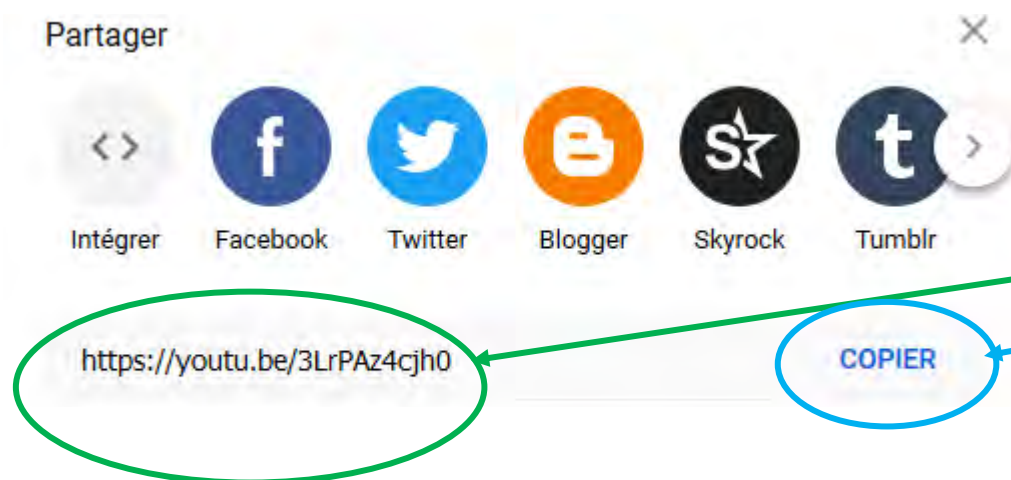 Partager
Intégrer Facebook Twitter Blogger Skyrock Tumblr
https://youtu.be/3LrPAz4cjh0 COPIER